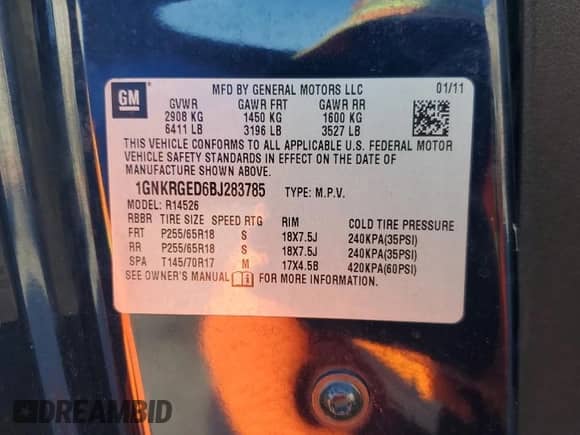 GM
MFD BY GENERAL MOTORS LLC 01/11
GVWR GAWR FRT GAWR RR
2908 KG 1450 KG 1600 KG
6411 LB 3196 LB 3527 LB
THIS VEHICLE CONFORMS TO ALL APPLICABLE U.S. FEDERAL MOTOR
VEHICLE SAFETY STANDARDS IN EFFECT ON THE DATE OF
MANUFACTURE SHOWN ABOVE.
1GNKRGED6BJ283785 TYPE: M.P.V.
MODEL: R14526
RBBR TIRE SIZE SPEED RTG RIM COLD TIRE PRESSURE
FRT P255/65R18 S 18X7.5J 240KPA(35PSI)
RR P255/65R18 S 18X7.5J 240KPA(35PSI)
SPA T145/70R17 M 17X4.5B 420KPA(60PSI)
SEE OWNER'S MANUAL FOR MORE INFORMATION.
DREAMBID